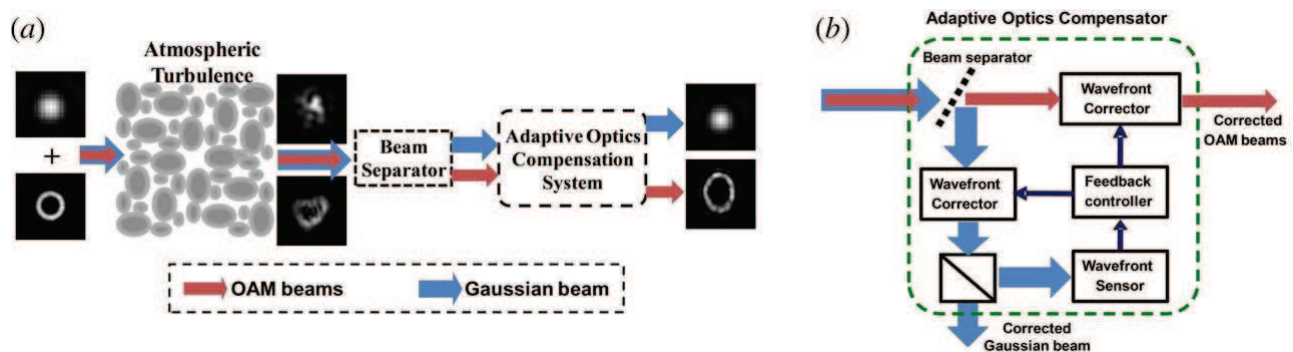 (a)
Atmospheric
Turbulence
+
Beam
Separator
Adaptive Optics
Compensation
System
OAM beams
Gaussian beam
(b)
Adaptive Optics Compensator
Beam separator
Wavefront
Corrector
Corrected
OAM beams
Wavefront
Corrector
Feedback
controller
Wavefront
Sensor
Corrected
Gaussian beam